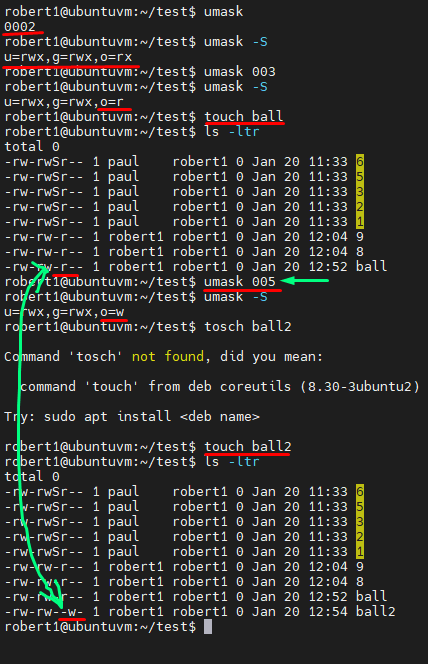 robert1@ubuntuvm:~/test$ umask
0002
robert1@ubuntuvm:~/test$ umask -S
u=rwx,g=rwx,o=rx
robert1@ubuntuvm:~/test$ umask 003
robert1@ubuntuvm:~/test$ umask -S
u=rwx,g=rwx,o=r
robert1@ubuntuvm:~/test$ touch ball
robert1@ubuntuvm:~/test$ ls -ltr
total 0
-rw-rwSr-- 1 paul    robert1 0 Jan 20 11:33 6
-rw-rwSr-- 1 paul    robert1 0 Jan 20 11:33 5
-rw-rwSr-- 1 paul    robert1 0 Jan 20 11:33 3
-rw-rwSr-- 1 paul    robert1 0 Jan 20 11:33 2
-rw-rwSr-- 1 paul    robert1 0 Jan 20 11:33 1
-rw-rw-r-- 1 robert1 robert1 0 Jan 20 12:04 9
-rw-rw-r-- 1 robert1 robert1 0 Jan 20 12:04 8
-rw-rw-r-- 1 robert1 robert1 0 Jan 20 12:52 ball
robert1@ubuntuvm:~/test$ umask 005
robert1@ubuntuvm:~/test$ umask -S
u=rwx,g=rwx,o=w
robert1@ubuntuvm:~/test$ tosch ball2
Command 'tosch' not found, did you mean:
command 'touch' from deb coreutils (8.30-3ubuntu2)
Try: sudo apt install <deb name>
robert1@ubuntuvm:~/test$ touch ball2
robert1@ubuntuvm:~/test$ ls -ltr
total 0
-rw-rwSr-- 1 paul    robert1 0 Jan 20 11:33 6
-rw-rwSr-- 1 paul    robert1 0 Jan 20 11:33 5
-rw-rwSr-- 1 paul    robert1 0 Jan 20 11:33 3
-rw-rwSr-- 1 paul    robert1 0 Jan 20 11:33 2
-rw-rwSr-- 1 paul    robert1 0 Jan 20 11:33 1
-rw-rw-r-- 1 robert1 robert1 0 Jan 20 12:04 9
-rw-rw-r-- 1 robert1 robert1 0 Jan 20 12:04 8
-rw-rw-r-- 1 robert1 robert1 0 Jan 20 12:52 ball
-rw-rw--w- 1 robert1 robert1 0 Jan 20 12:54 ball2
robert1@ubuntuvm:~/test$